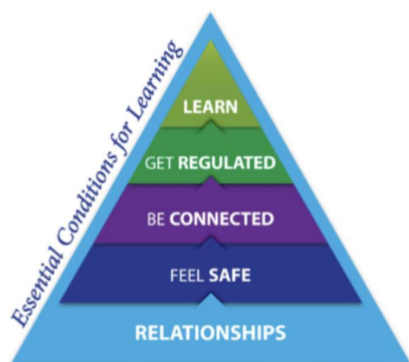 Essential Conditions for Learning
LEARN
GET REGULATED
BE CONNECTED
FEEL SAFE
RELATIONSHIPS